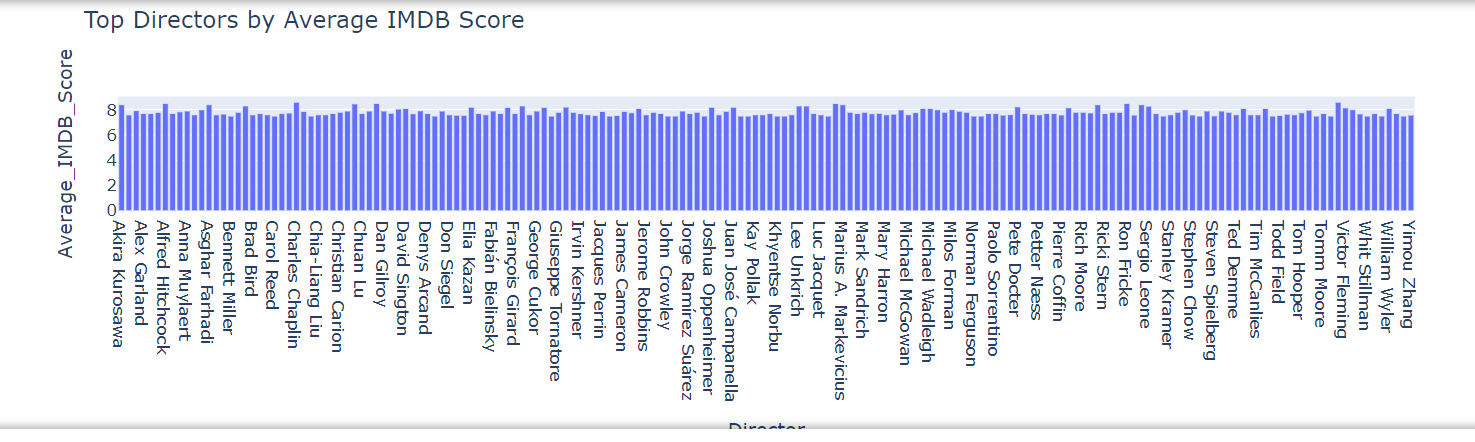 Top Directors by Average IMDB Score
Average_IMDB_Score
8
6
4
2
0
Akira Kurosawa
Alex Garland
Alfred Hitchcock
Anna Muylaert
Asghar Farhadi
Bennett Miller
Brad Bird
Carol Reed
Charles Chaplin
Chia-Liang Liu
Christian Carion
Chuan Lu
Dan Gilroy
David Sington
Denys Arcand
Don Siegel
Elia Kazan
Fabián Bielinsky
François Girard
George Cukor
Giuseppe Tornatore
Irvin Kershner
Jacques Perrin
James Cameron
Jerome Robbins
John Crowley
Jorge Ramírez Suárez
Joshua Oppenheimer
Juan José Campanella
Kay Pollak
Khyentse Norbu
Lee Unkrich
Luc Jacquet
Marius A. Markevicius
Mark Sandrich
Mary Harron
Michael McGowan
Michael Wadleigh
Milos Forman
Norman Ferguson
Paolo Sorrentino
Pete Docter
Petter Næss
Pierre Coffin
Rich Moore
Ricki Stern
Ron Fricke
Sergio Leone
Stanley Kramer
Stephen Chow
Steven Spielberg
Ted Demme
Tim McCanlies
Todd Field
Tom Hooper
Tomm Moore
Victor Fleming
Whit Stillman
William Wyler
Yimou Zhang
Director